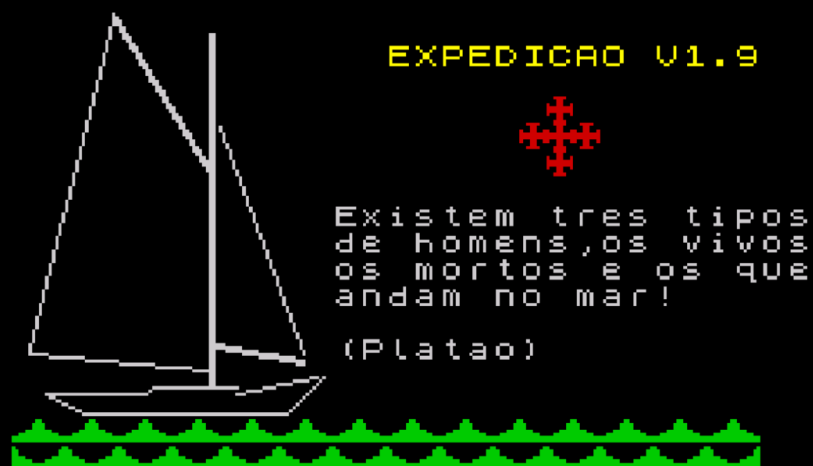 EXPEDICAO V1.9
Existem tres tipos
de homens,os vivos
os mortos e os que
andam no mar!
(Platao)